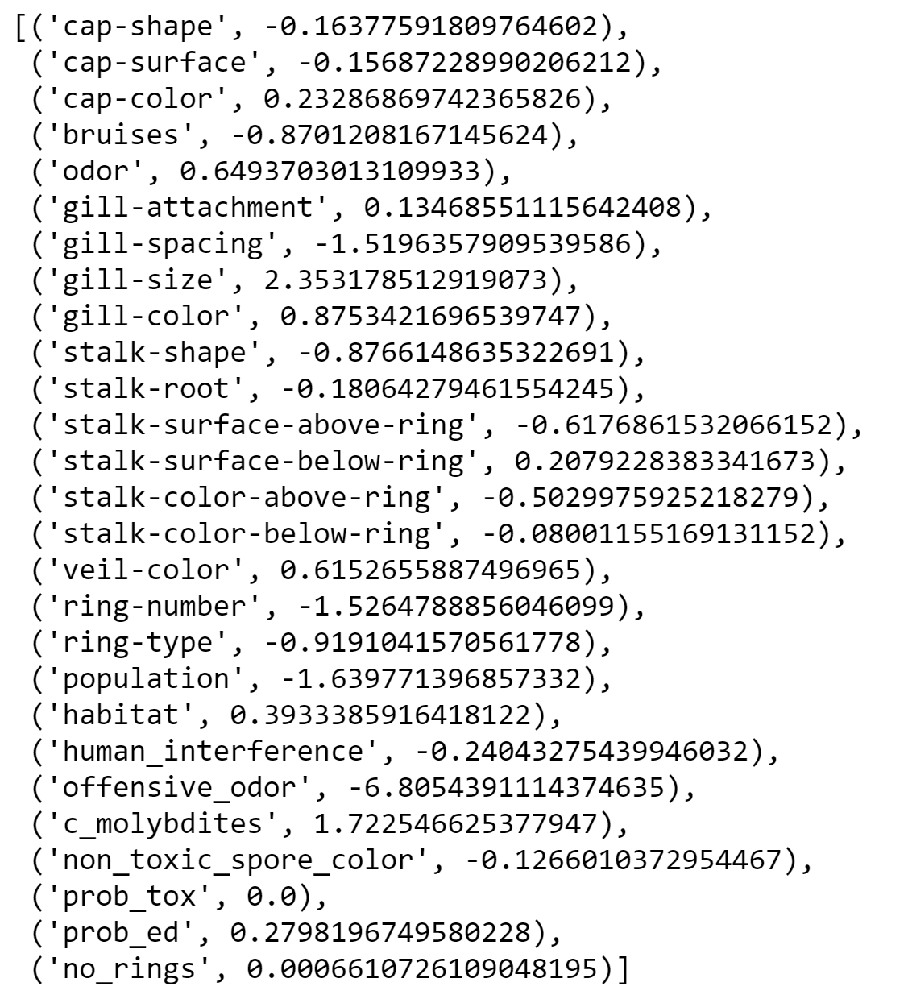 [('cap-shape', -0.16377591809764602),
('cap-surface', -0.15687228990206212),
('cap-color', 0.23286869742365826),
('bruises', -0.8701208167145624),
('odor', 0.6493703013109933),
('gill-attachment', 0.13468551115642408),
('gill-spacing', -1.5196357909539586),
('gill-size', 2.353178512919073),
('gill-color', 0.8753421696539747),
('stalk-shape', -0.8766148635322691),
('stalk-root', -0.18064279461554245),
('stalk-surface-above-ring', -0.6176861532066152),
('stalk-surface-below-ring', 0.2079228383341673),
('stalk-color-above-ring', -0.5029975925218279),
('stalk-color-below-ring', -0.08001155169131152),
('veil-color', 0.6152655887496965),
('ring-number', -1.5264788856046099),
('ring-type', -0.9191041570561778),
('population', -1.639771396857332),
('habitat', 0.3933385916418122),
('human_interference', -0.24043275439946032),
('offensive_odor', -6.8054391114374635),
('c_molybdites', 1.722546625377947),
('non_toxic_spore_color', -0.1266010372954467),
('prob_tox', 0.0),
('prob_ed', 0.2798196749580228),
('no_rings', 0.0006610726109048195)]